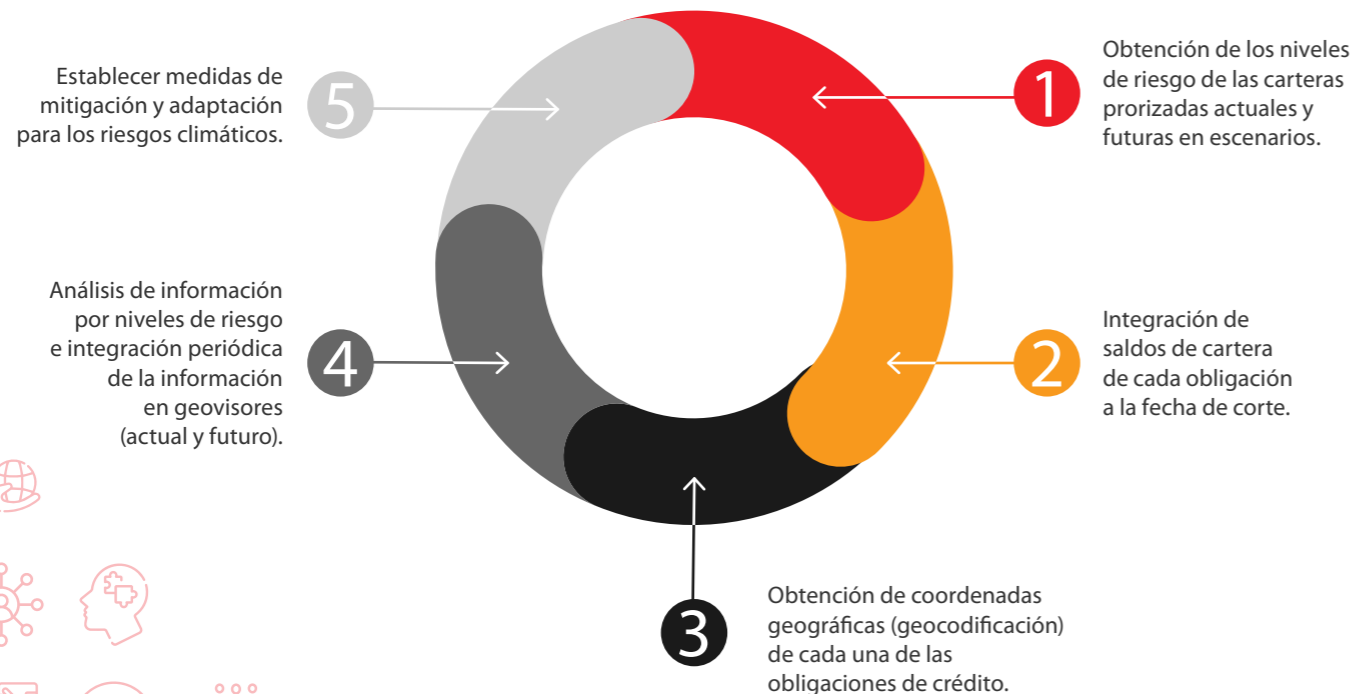 1
Obtención de los niveles
de riesgo de las carteras
prorizadas actuales y
futuras en escenarios.
2
Integración de
saldos de cartera
de cada obligación
a la fecha de corte.
3
Obtención de coordenadas
geográficas (geocodificación)
de cada una de las
obligaciones de crédito.
4
Análisis de información
por niveles de riesgo
e integración periódica
de la información
en geovisores
(actual y futuro).
5
Establecer medidas de
mitigación y adaptación
para los riesgos climáticos.